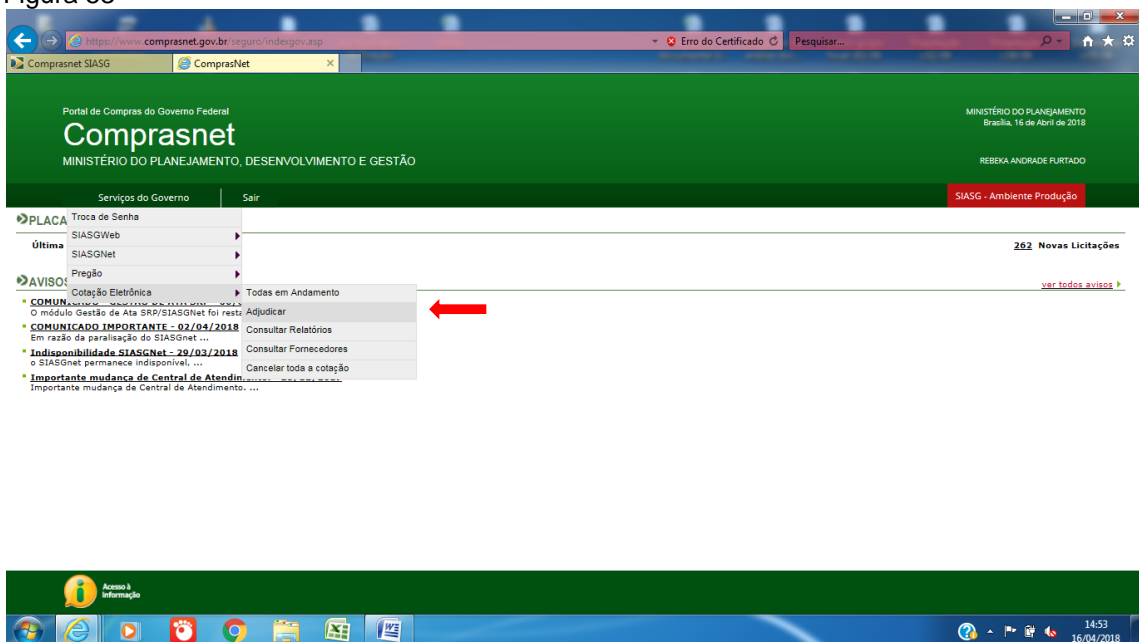 https://www.comprasnet.gov.br/seguro/indexgov.asp
Erro do Certificado
Pesquisar...
Comprasnet SIASG
ComprasNet
Portal de Compras do Governo Federal
Comprasnet
MINISTÉRIO DO PLANEJAMENTO, DESENVOLVIMENTO E GESTÃO
MINISTÉRIO DO PLANEJAMENTO
Brasília, 16 de Abril de 2018
REBEKA ANDRADE FURTADO
Serviços do Governo
Sair
SIASG - Ambiente Produção
PLACA
Troca de Senha
SIASGWeb
SIASGNet
Pregão
Cotação Eletrônica
Todas em Andamento
Adjudicar
Consultar Relatórios
Consultar Fornecedores
Cancelar toda a cotação
Última
262 Novas Licitações
AVISOS
ver todos avisos
O módulo Gestão de Ata SRP/SIASGNet foi resta
COMUNICADO IMPORTANTE - 02/04/2018
Em razão da paralisação do SIASGnet ...
Indisponibilidade SIASGNet - 29/03/2018
o SIASGnet permanece indisponível, ...
Importante mudança de Central de Atendim
Importante mudança de Central de Atendimento. ...
Acesso à
Informação
14:53
16/04/2018